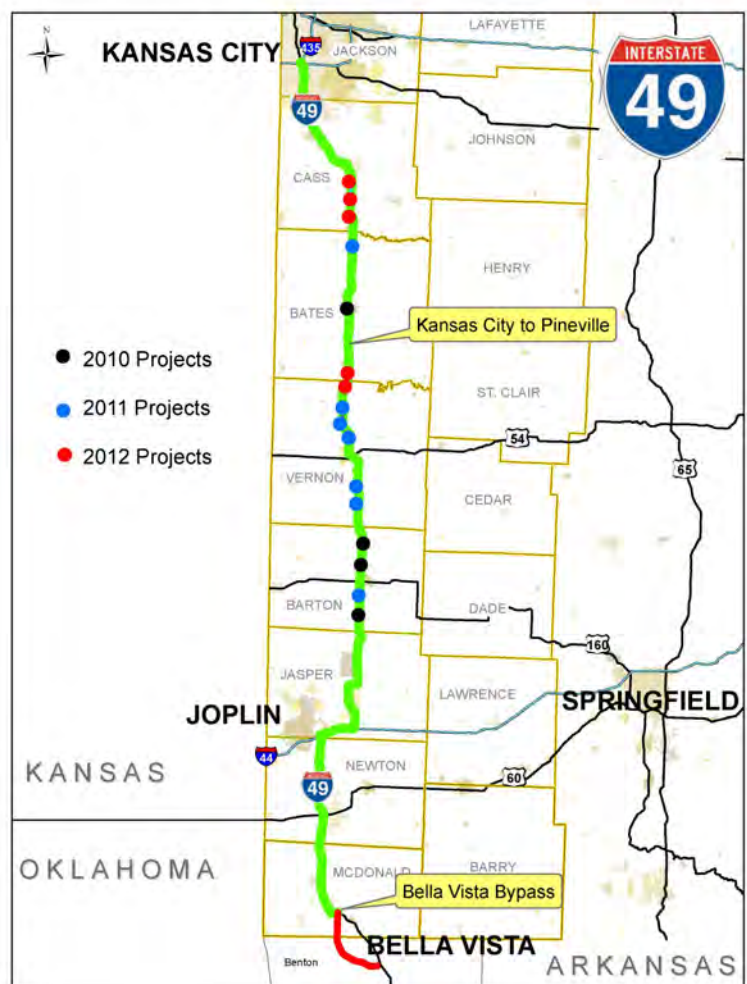 N
KANSAS CITY
435
JACKSON
LAFAYETTE
INTERSTATE
49
49
JOHNSON
CASS
HENRY
BATES
Kansas City to Pineville
2010 Projects
2011 Projects
2012 Projects
ST. CLAIR
54
65
VERNON
CEDAR
BARTON
DADE
160
JASPER
LAWRENCE
SPRINGFIELD
JOPLIN
44
KANSAS
NEWTON
49
60
OKLAHOMA
MCDONALD
BARRY
Bella Vista Bypass
BELLA VISTA
Benton
ARKANSAS